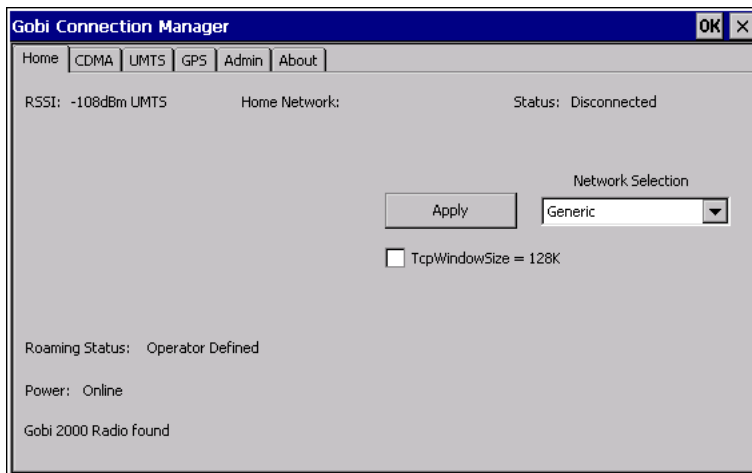 Gobi Connection Manager OK ×
Home CDMA UMTS GPS Admin About
RSSI: -108dBm UMTS Home Network: Status: Disconnected
Network Selection
Apply Generic
TcpWindowSize = 128K
Roaming Status: Operator Defined
Power: Online
Gobi 2000 Radio found